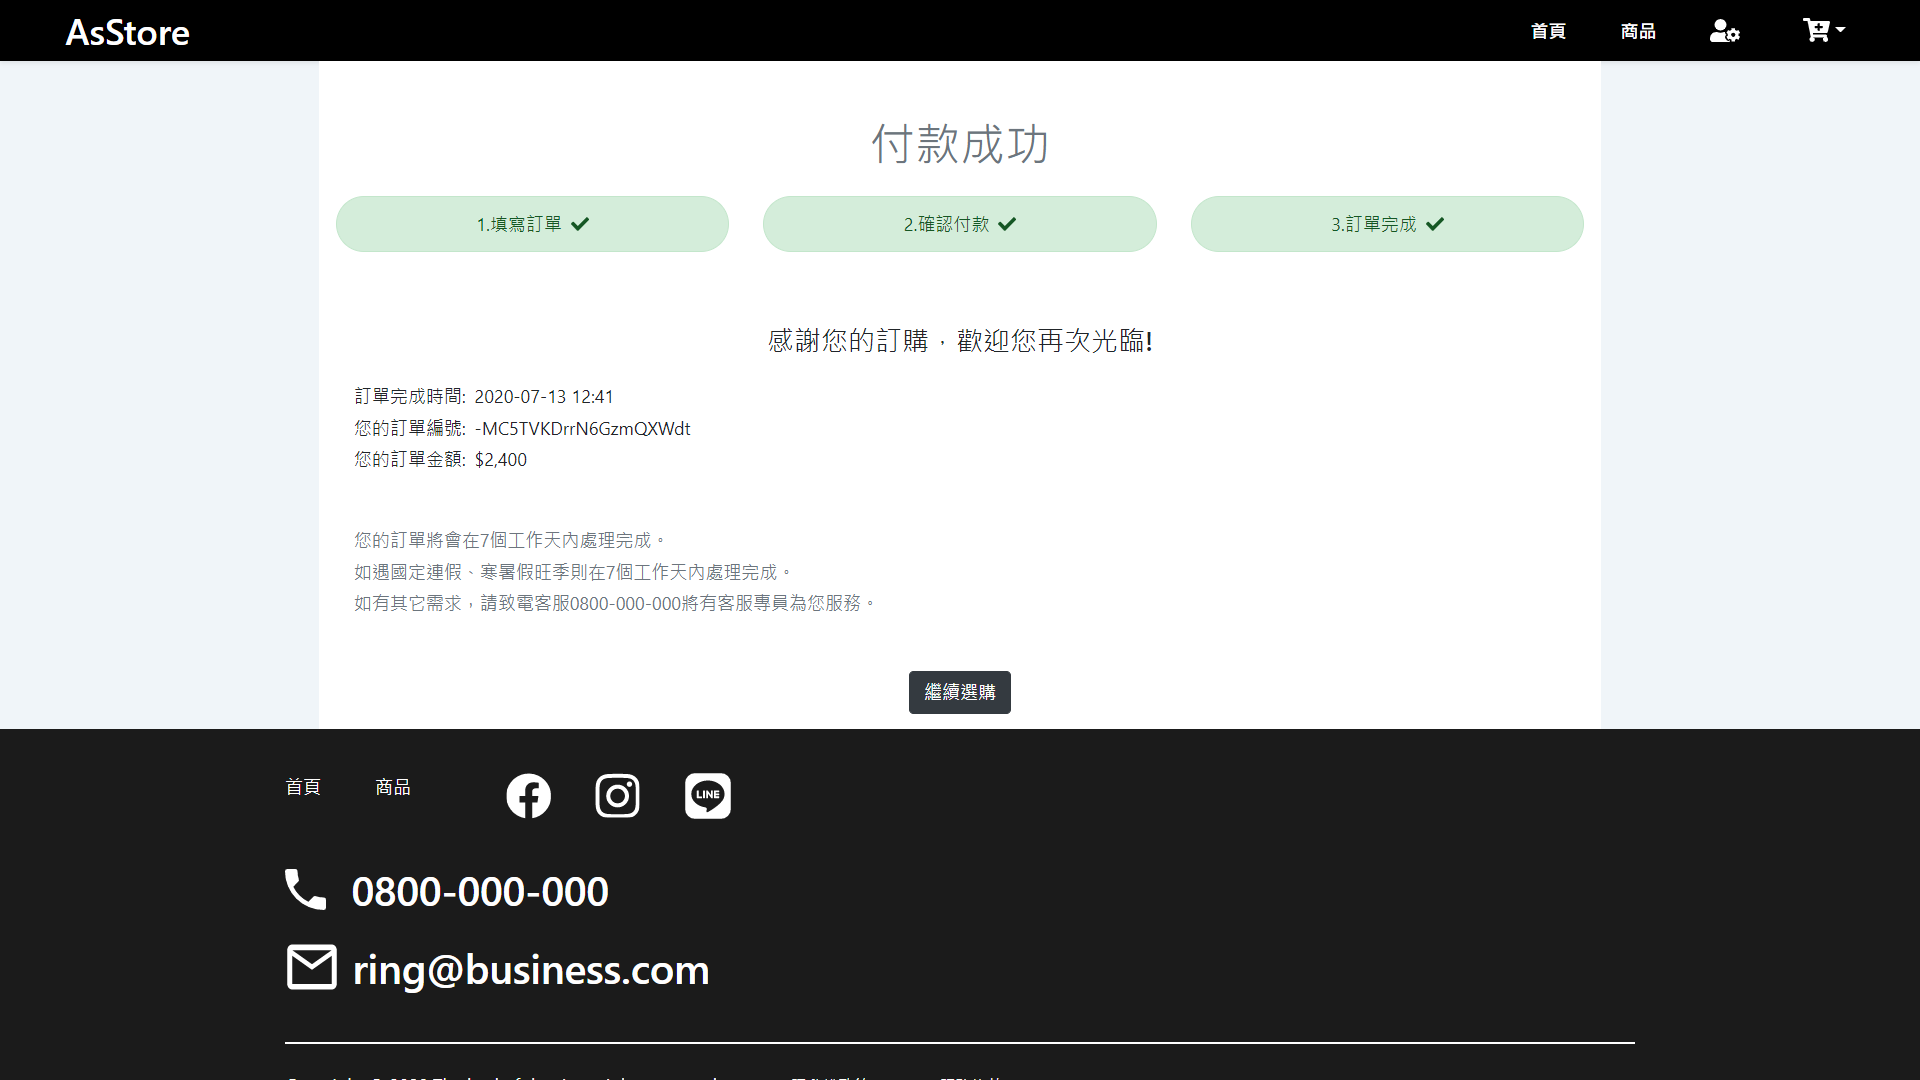 AsStore
首頁
商品
付款成功
1.填寫訂單
2.確認付款
3.訂單完成
感謝您的訂購，歡迎您再次光臨!
訂單完成時間: 2020-07-13 12:41
您的訂單編號: -MC5TVKDrrN6GzmQXWdt
您的訂單金額: $2,400
您的訂單將會在7個工作天內處理完成。
如遇國定連假、寒暑假旺季則在7個工作天內處理完成。
如有其它需求，請致電客服0800-000-000將有客服專員為您服務。
繼續選購
首頁
商品
LINE
0800-000-000
ring@business.com